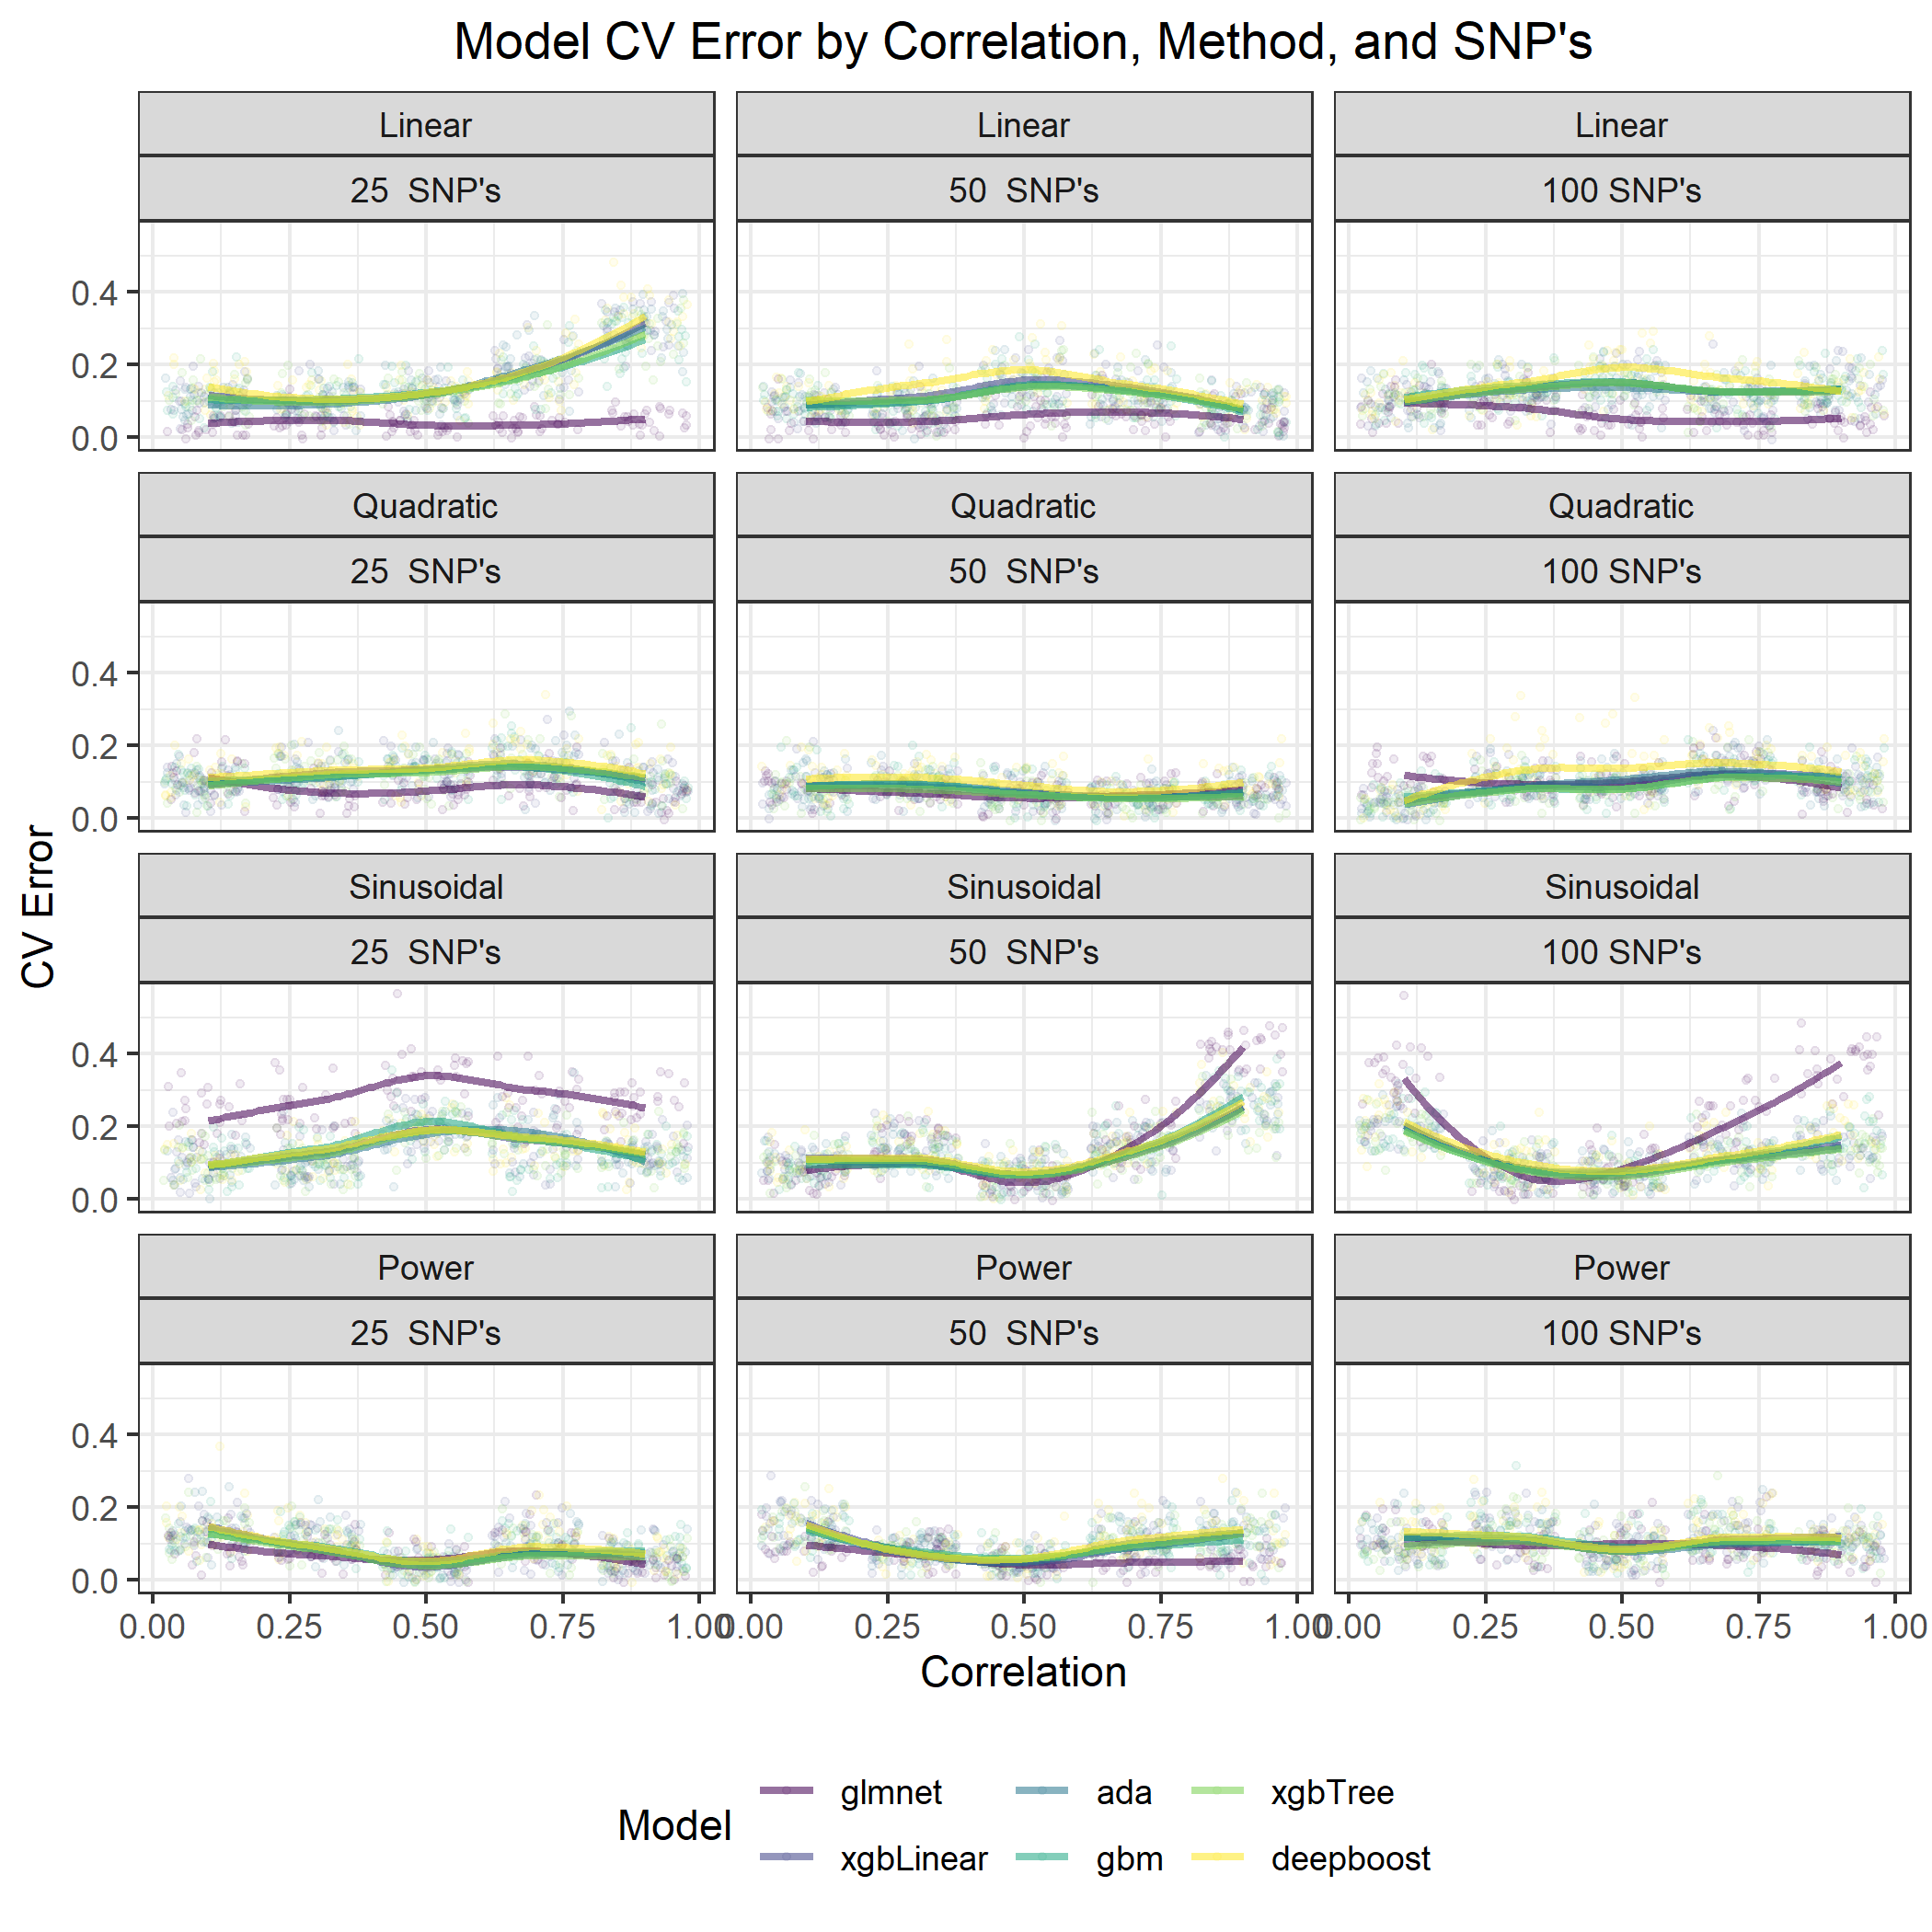 Model CV Error by Correlation, Method, and SNP's
Linear
Linear
Linear
25  SNP's
50  SNP's
100 SNP's
0.4
0.2
0.0
Quadratic
Quadratic
Quadratic
25  SNP's
50  SNP's
100 SNP's
0.4
0.2
0.0
CV Error
Sinusoidal
Sinusoidal
Sinusoidal
25  SNP's
50  SNP's
100 SNP's
0.4
0.2
0.0
Power
Power
Power
25  SNP's
50  SNP's
100 SNP's
0.4
0.2
0.0
0.00 0.25 0.50 0.75 1.00
0.00 0.25 0.50 0.75 1.00
0.00 0.25 0.50 0.75 1.00
Correlation
Model
glmnet
ada
xgbTree
xgbLinear
gbm
deepboost